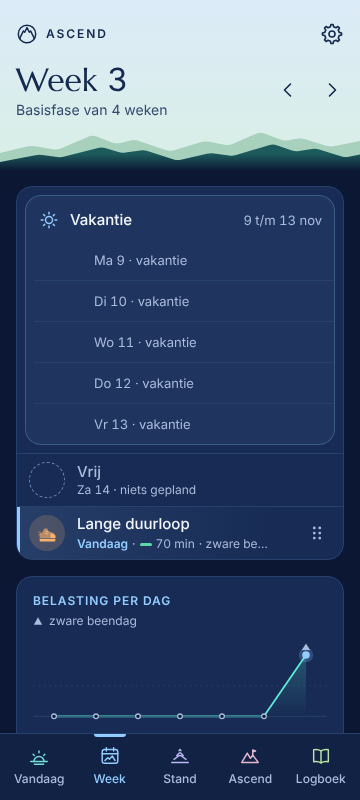 ASCEND
Week 3
Basisfase van 4 weken
Vakantie
9 t/m 13 nov
Ma 9 · vakantie
Di 10 · vakantie
Wo 11 · vakantie
Do 12 · vakantie
Vr 13 · vakantie
Vrij
Za 14 · niets gepland
Lange duurloop
Vandaag · 70 min · zware be...
BELASTING PER DAG
▲ zware beendag
Vandaag
Week
Stand
Ascend
Logboek